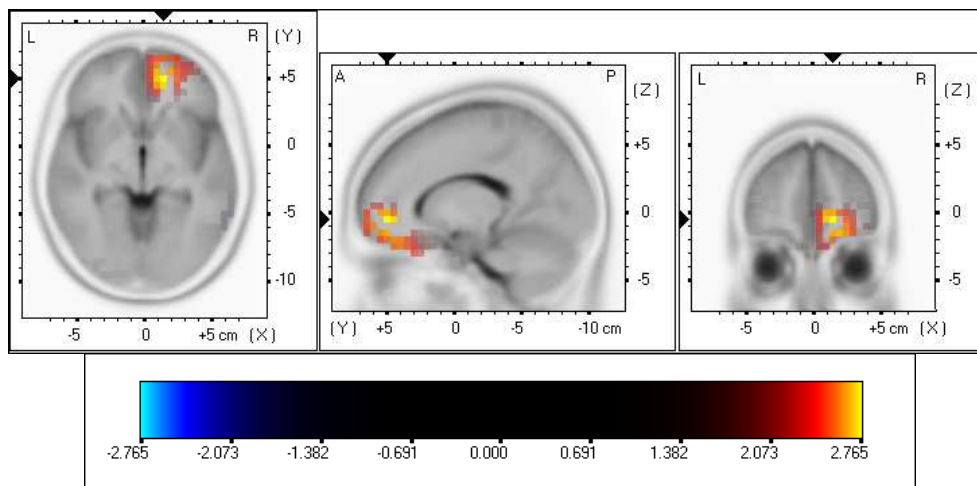 L R (Y)
+5
0
-5
-10
-5 0 +5 cm (X)
A P (Z)
+5
0
-5
(Y) +5 0 -5 -10 cm
L R (Z)
+5
0
-5
-5 0 +5 cm (X)
-2.765 -2.073 -1.382 -0.691 0.000 0.691 1.382 2.073 2.765